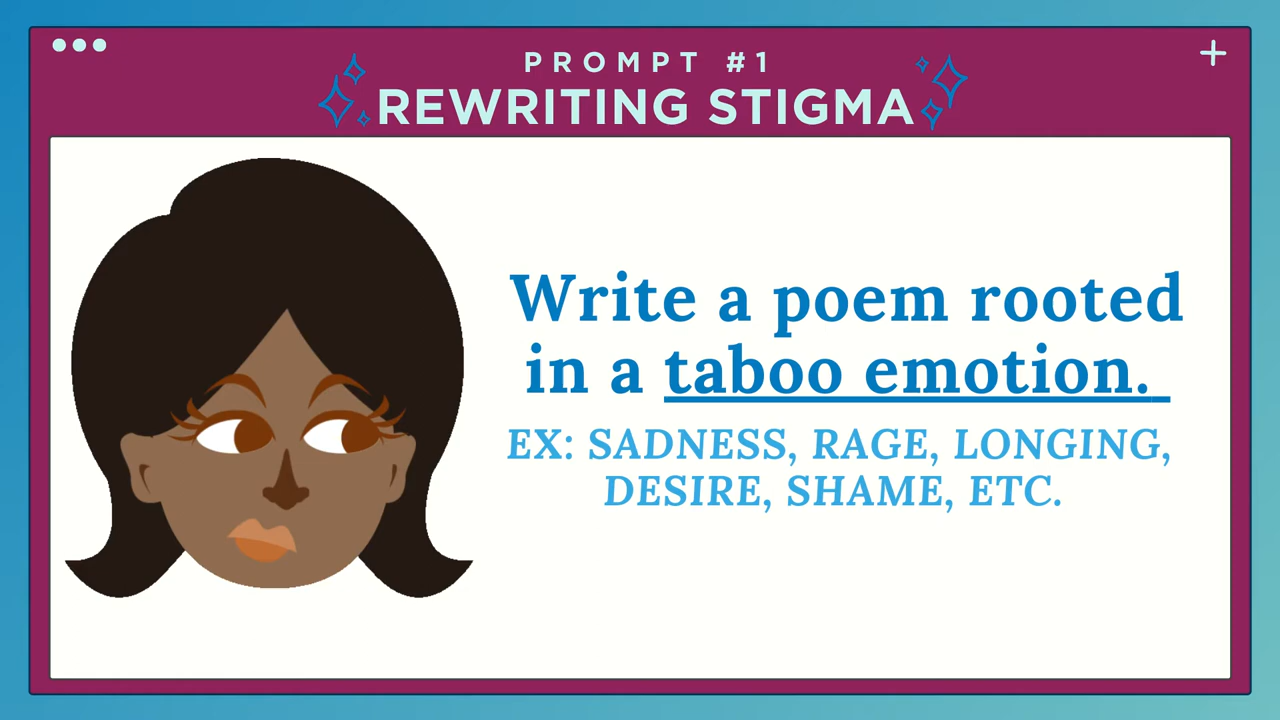 PROMPT #1
REWRITING STIGMA
Write a poem rooted
in a taboo emotion.
EX: SADNESS, RAGE, LONGING,
DESIRE, SHAME, ETC.